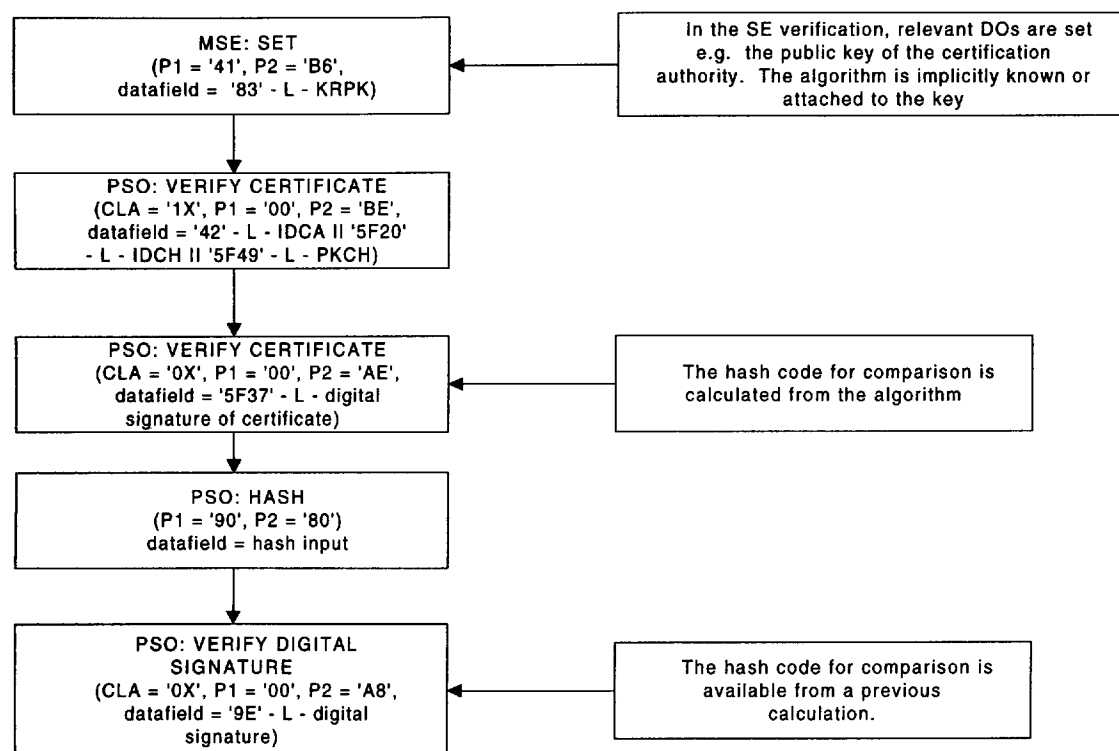 MSE: SET
(P1 = '41', P2 = 'B6',
datafield = '83' - L - KRPK)
In the SE verification, relevant DOs are set
e.g. the public key of the certification
authority. The algorithm is implicitly known or
attached to the key
PSO: VERIFY CERTIFICATE
(CLA = '1X', P1 = '00', P2 = 'BE',
datafield = '42' - L - IDCA II '5F20'
- L - IDCH II '5F49' - L - PKCH)
PSO: VERIFY CERTIFICATE
(CLA = '0X', P1 = '00', P2 = 'AE',
datafield = '5F37' - L - digital
signature of certificate)
The hash code for comparison is
calculated from the algorithm
PSO: HASH
(P1 = '90', P2 = '80')
datafield = hash input
PSO: VERIFY DIGITAL
SIGNATURE
(CLA = '0X', P1 = '00', P2 = 'A8',
datafield = '9E' - L - digital
signature)
The hash code for comparison is
available from a previous
calculation.